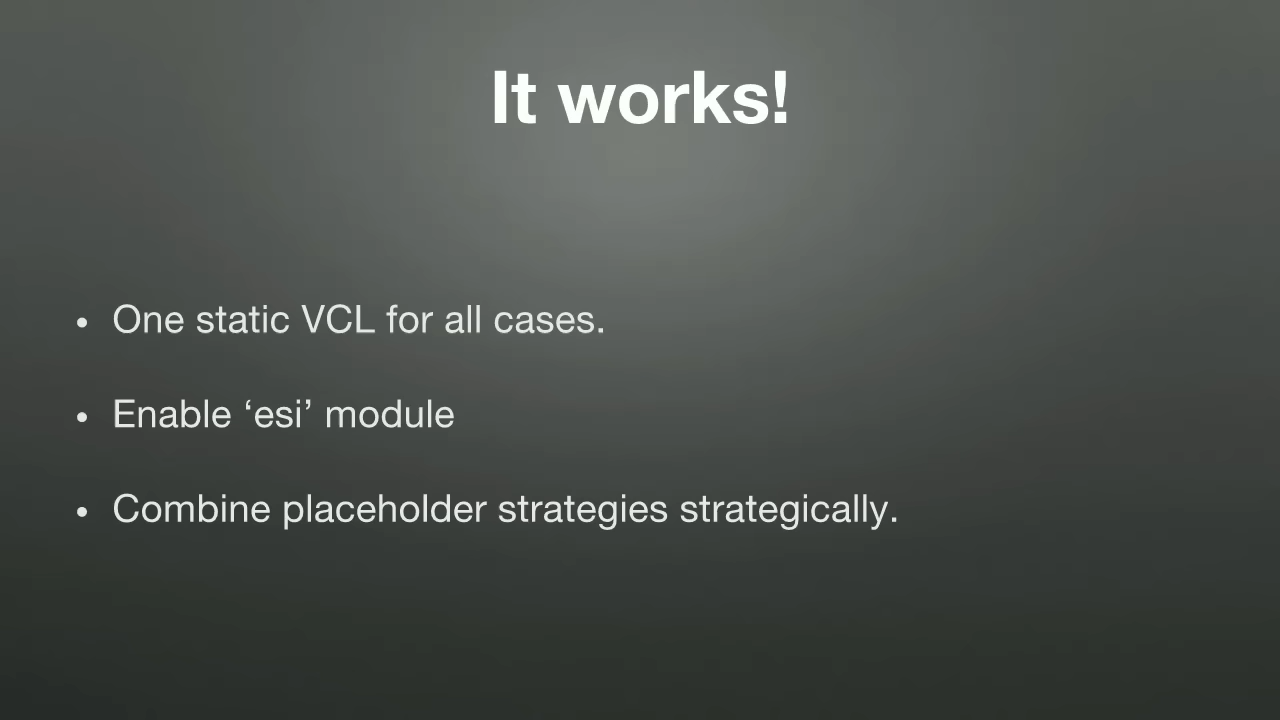 It works!
• One static VCL for all cases.
• Enable ‘esi’ module
• Combine placeholder strategies strategically.